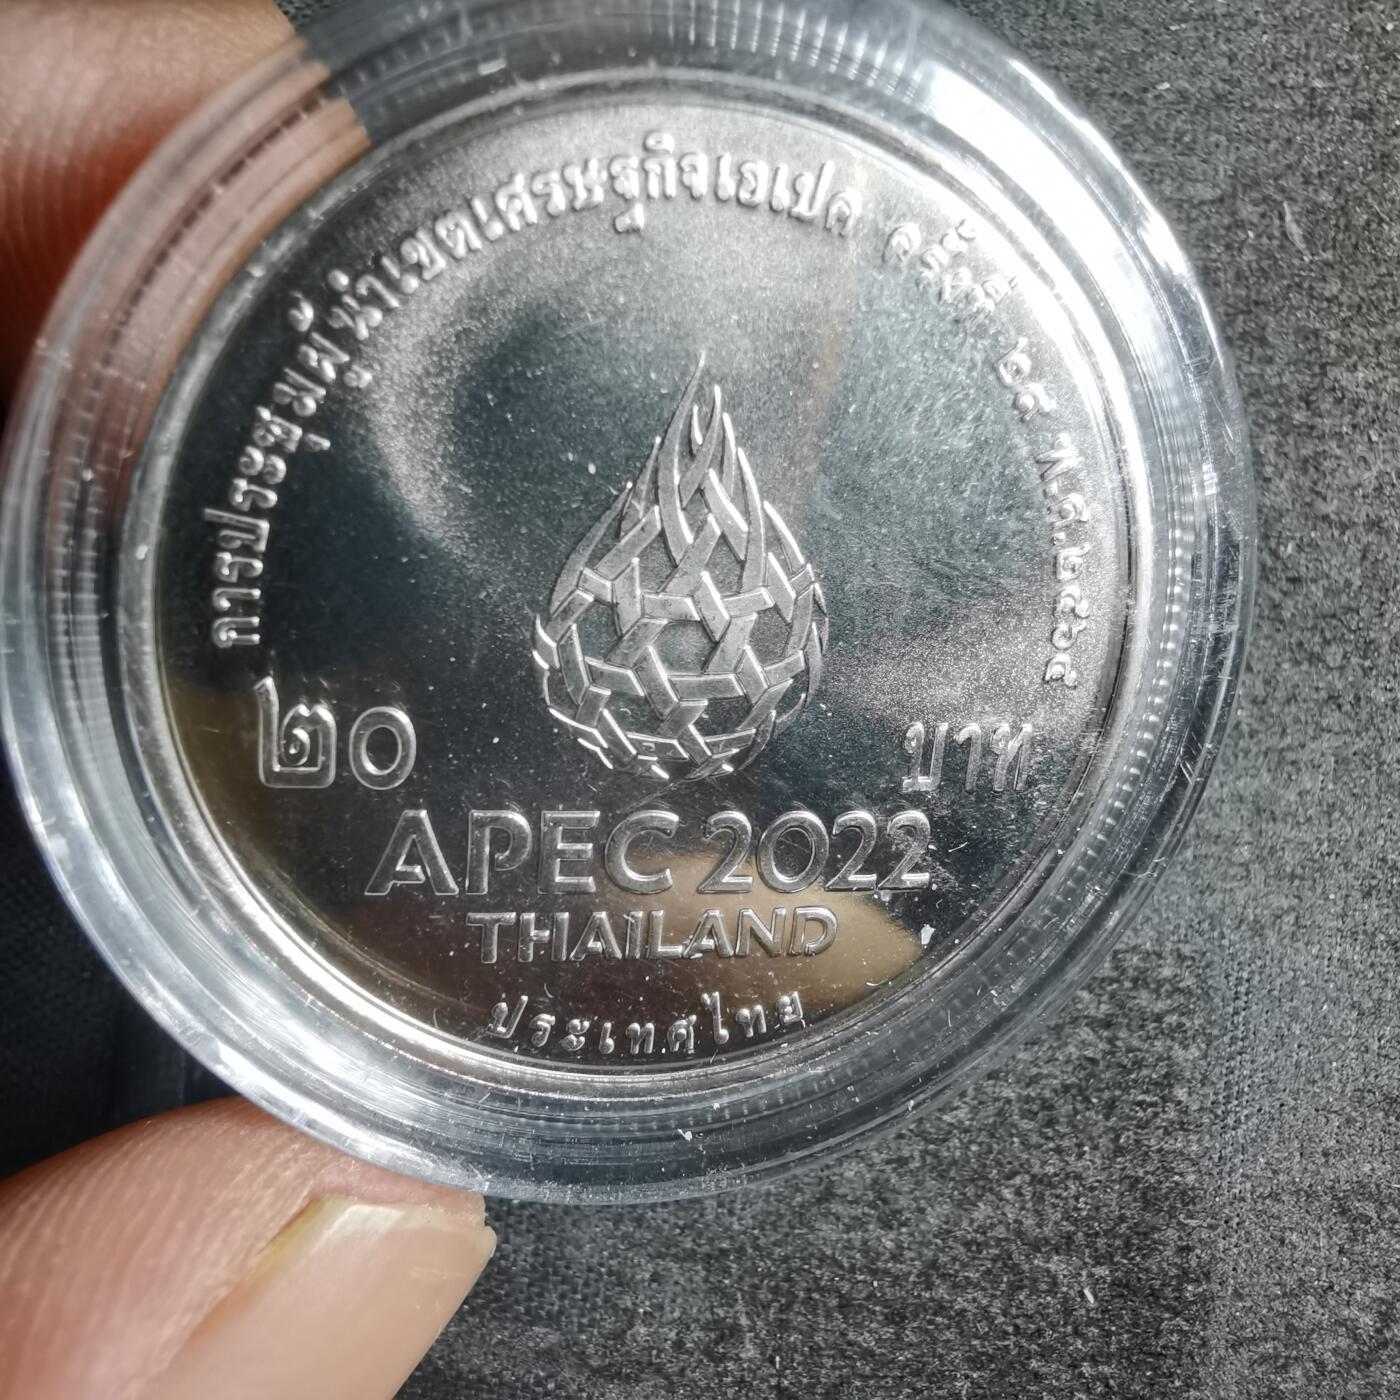 การประชุมผู้นำเขตเศรษฐกิจเอเปค ครั้งที่ ๒๙ พ.ศ.๒๕๖๕
๒๐ บาท
APEC 2022
THAILAND
ประเทศไทย